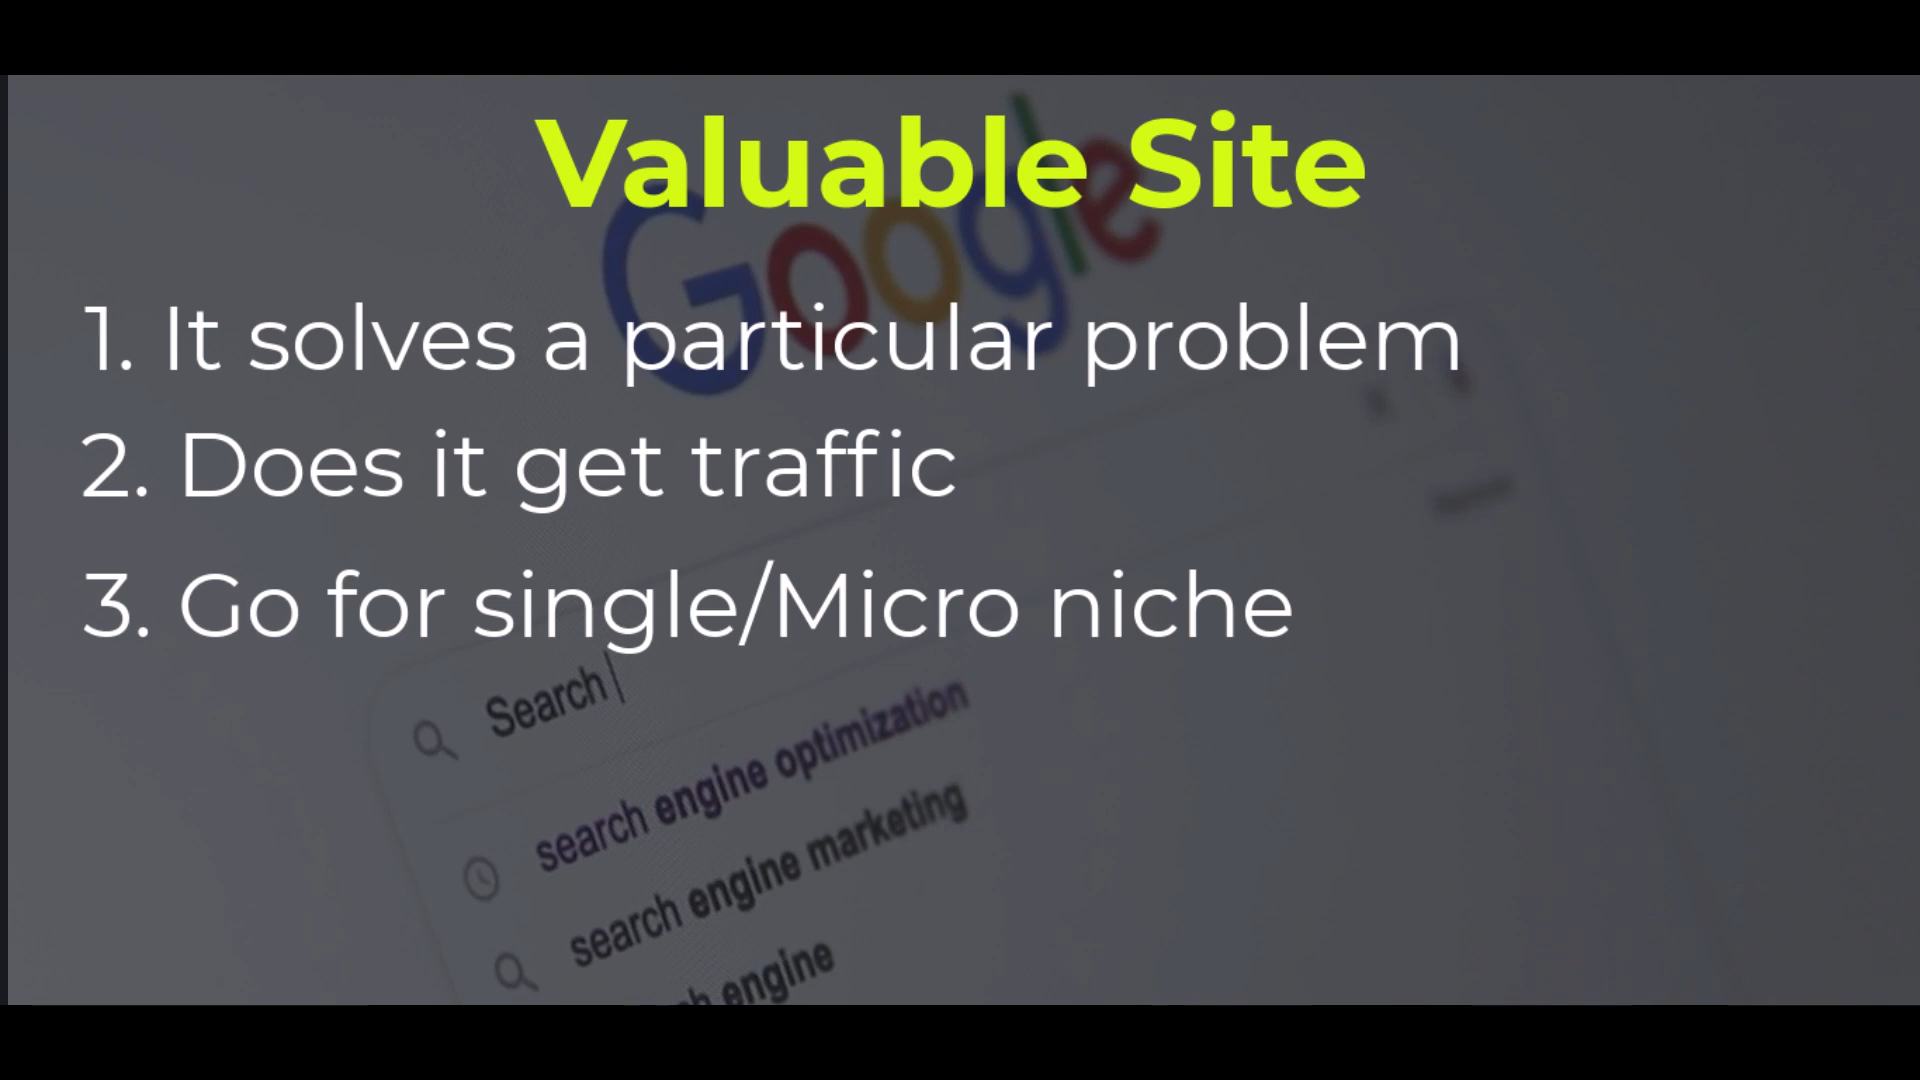 Valuable Site
Google
1. It solves a particular problem
2. Does it get traffic
3. Go for single/Micro niche
Search
search engine optimization
search engine marketing
engine